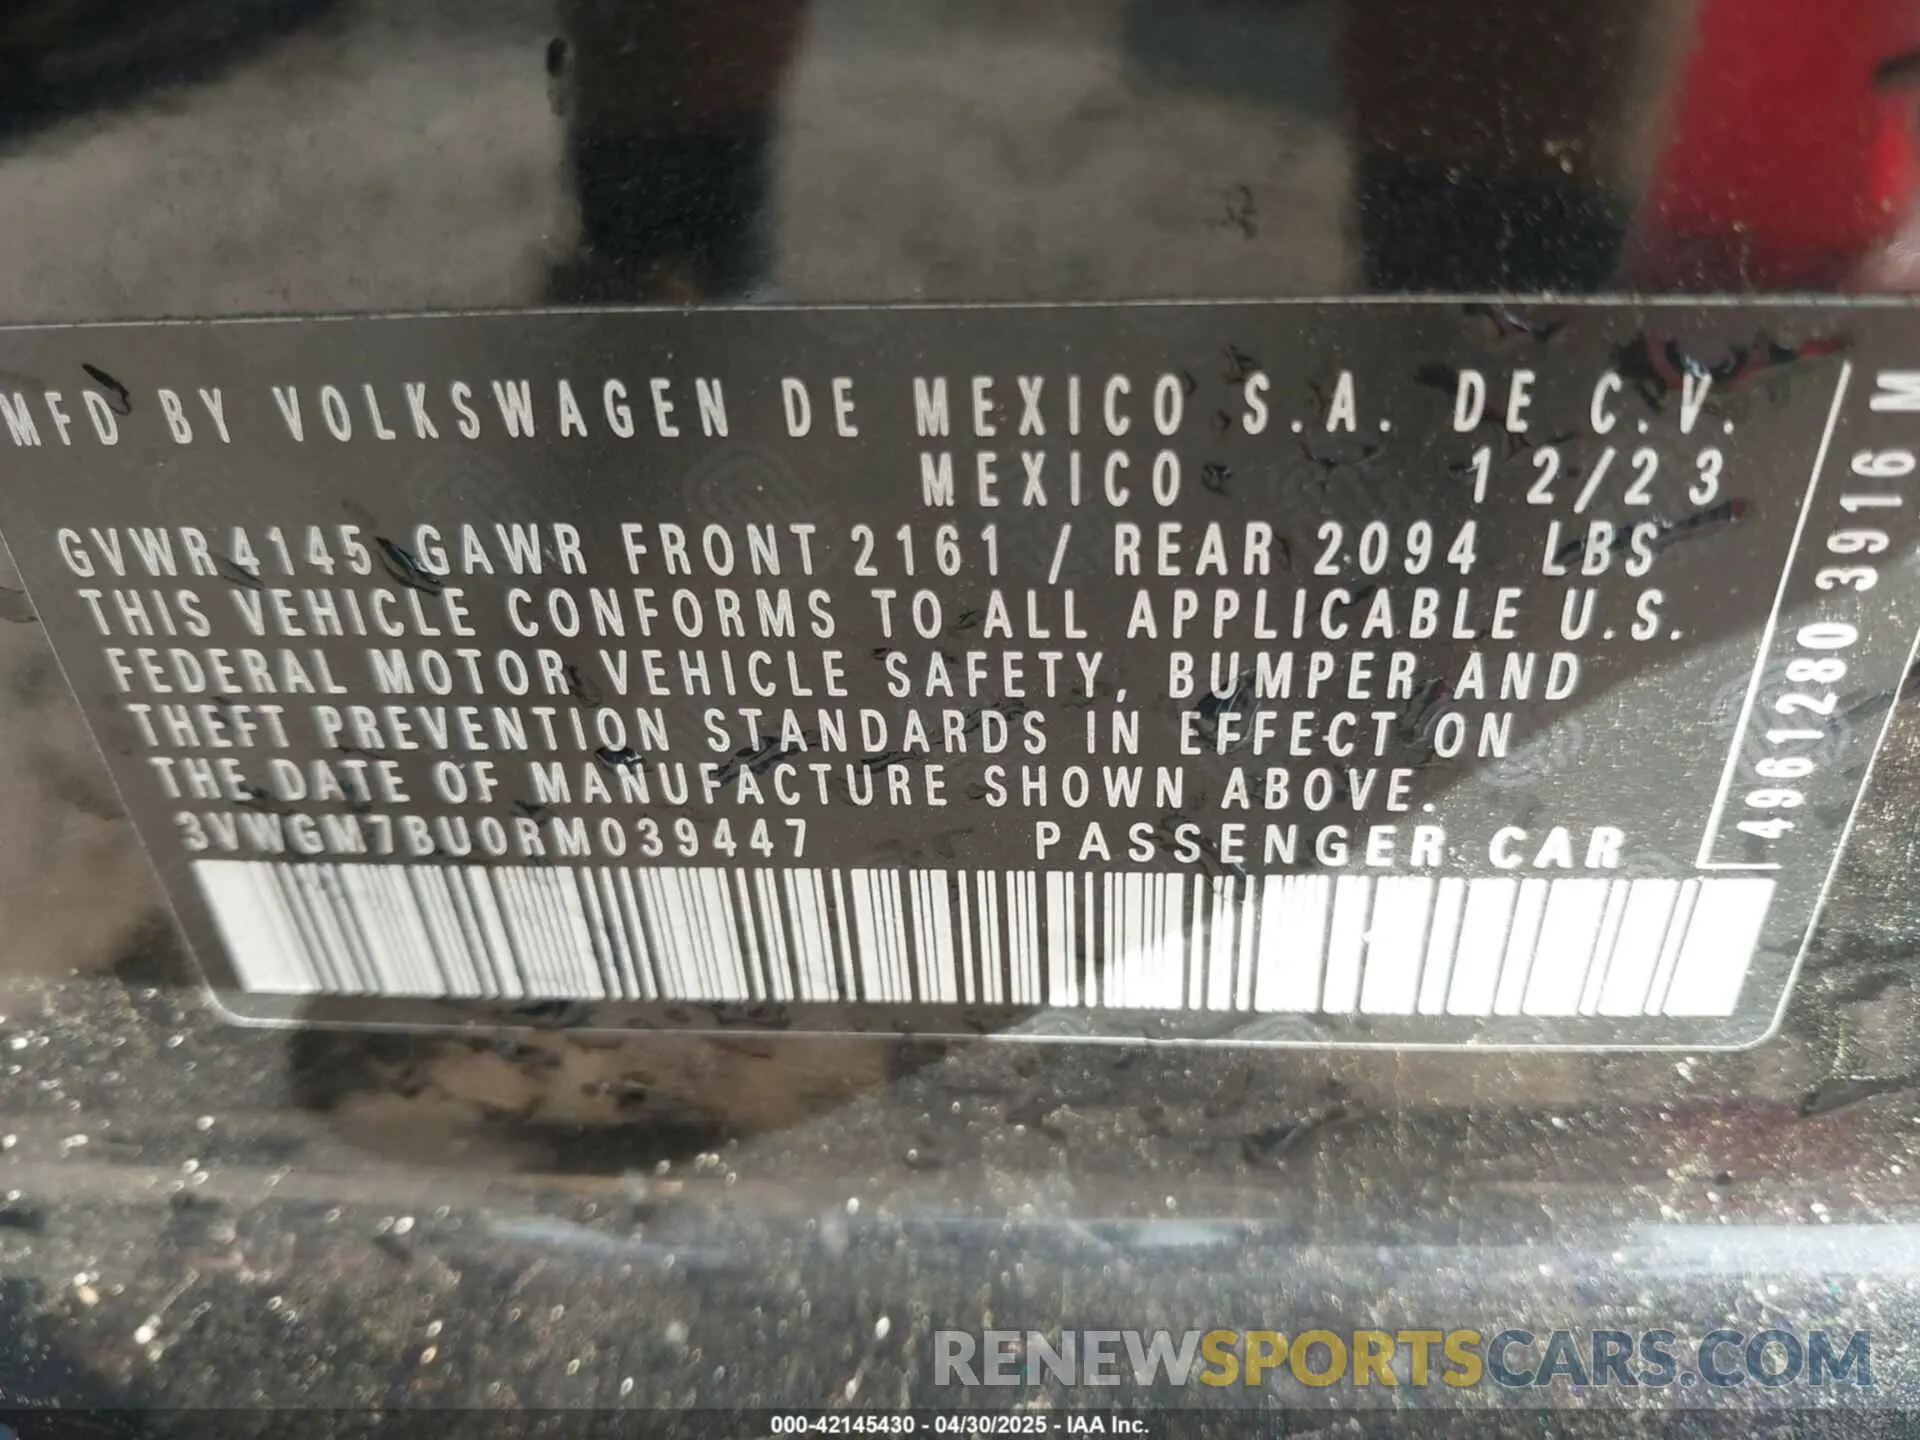 MFD BY VOLKSWAGEN DE MEXICO S.A. DE C.V.
MEXICO 12/23
GVWR 4145 GAWR FRONT 2161 / REAR 2094 LBS
THIS VEHICLE CONFORMS TO ALL APPLICABLE U.S.
FEDERAL MOTOR VEHICLE SAFETY, BUMPER AND
THEFT PREVENTION STANDARDS IN EFFECT ON
THE DATE OF MANUFACTURE SHOWN ABOVE.
3VWGM7BU0RM039447 PASSENGER CAR
4961280 3916 M
RENEWSPORTSCARS.COM
000-42145430 - 04/30/2025 - IAA Inc.